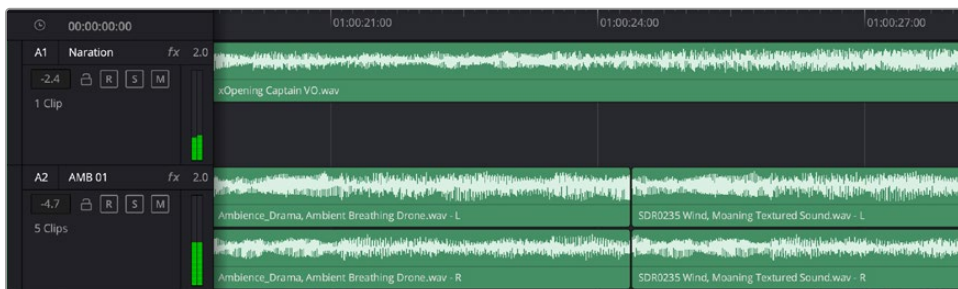 00:00:00:00
01:00:21:00 01:00:24:00 01:00:27:00
A1 Naration fx 2.0
-2.4 R S M
1 Clip
xOpening Captain VO.wav
A2 AMB 01 fx 2.0
-4.7 R S M
5 Clips
Ambience_Drama, Ambient Breathing Drone.wav - L
SDR0235 Wind, Moaning Textured Sound.wav - L
Ambience_Drama, Ambient Breathing Drone.wav - R
SDR0235 Wind, Moaning Textured Sound.wav - R